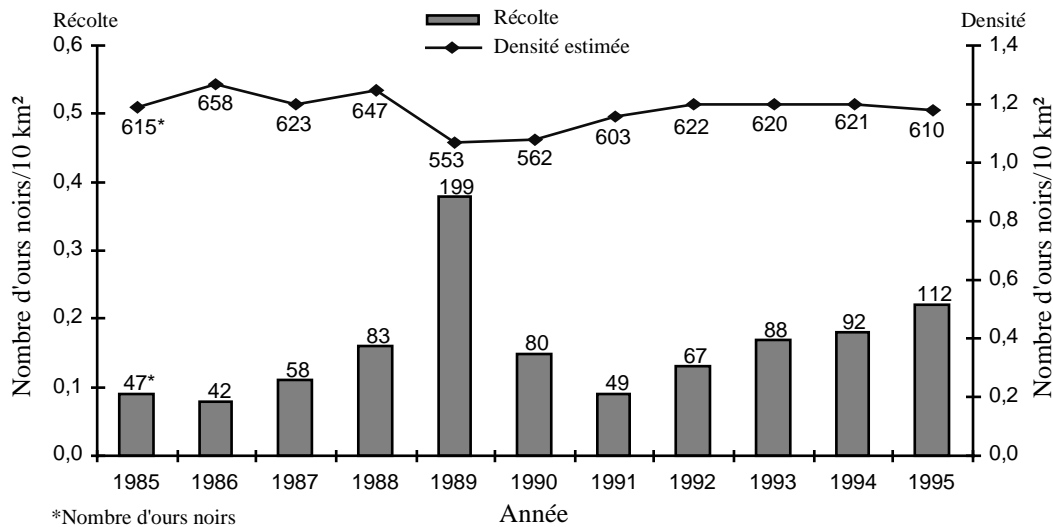 Récolte
Densité
Récolte
Densité estimée
0,6
0,5
0,4
0,3
0,2
0,1
0,0
Nombre d'ours noirs/10 km²
1,4
1,2
1,0
0,8
0,6
0,4
0,2
0,0
Nombre d'ours noirs/10 km²
615* 658 623 647 553 562 603 622 620 621 610
47* 42 58 83 199 80 49 67 88 92 112
1985 1986 1987 1988 1989 1990 1991 1992 1993 1994 1995
*Nombre d'ours noirs
Année